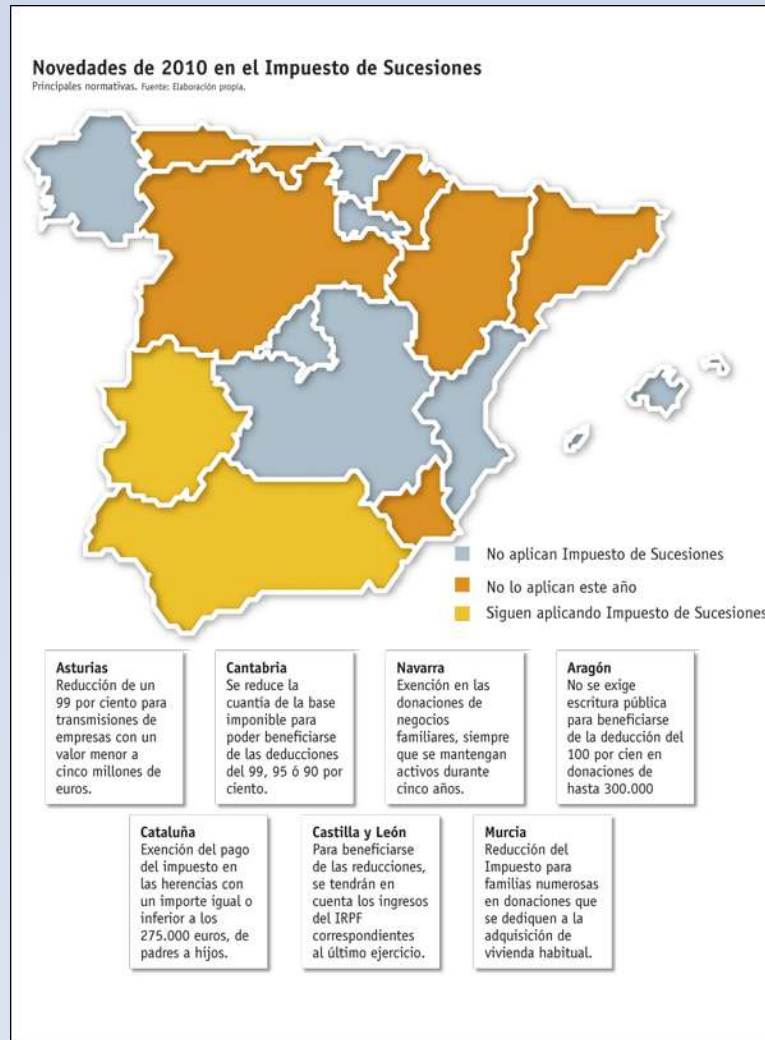 Novedades de 2010 en el Impuesto de Sucesiones
Principales normativas. Fuente: Elaboración propia.
No aplican Impuesto de Sucesiones
No lo aplican este año
Siguen aplicando Impuesto de Sucesiones
Asturias
Reducción de un
99 por ciento para
transmisiones de
empresas con un
valor menor a
cinco millones de
euros.
Cantabria
Se reduce la
cuantía de la base
imponible para
poder beneficiarse
de las deducciones
del 99, 95 ó 90 por
ciento.
Navarra
Exención en las
donaciones de
negocios
familiares, siempre
que se mantengan
activos durante
cinco años.
Aragón
No se exige
escritura pública
para beneficiarse
de la deducción del
100 por cien en
donaciones de
hasta 300.000
Cataluña
Exención del pago
del impuesto en
las herencias con
un importe igual o
inferior a los
275.000 euros, de
padres a hijos.
Castilla y León
Para beneficiarse
de las reducciones,
se tendrán en
cuenta los ingresos
del IRPF
correspondientes
al último ejercicio.
Murcia
Reducción del
Impuesto para
familias numerosas
en donaciones que
se dediquen a la
adquisición de
vivienda habitual.